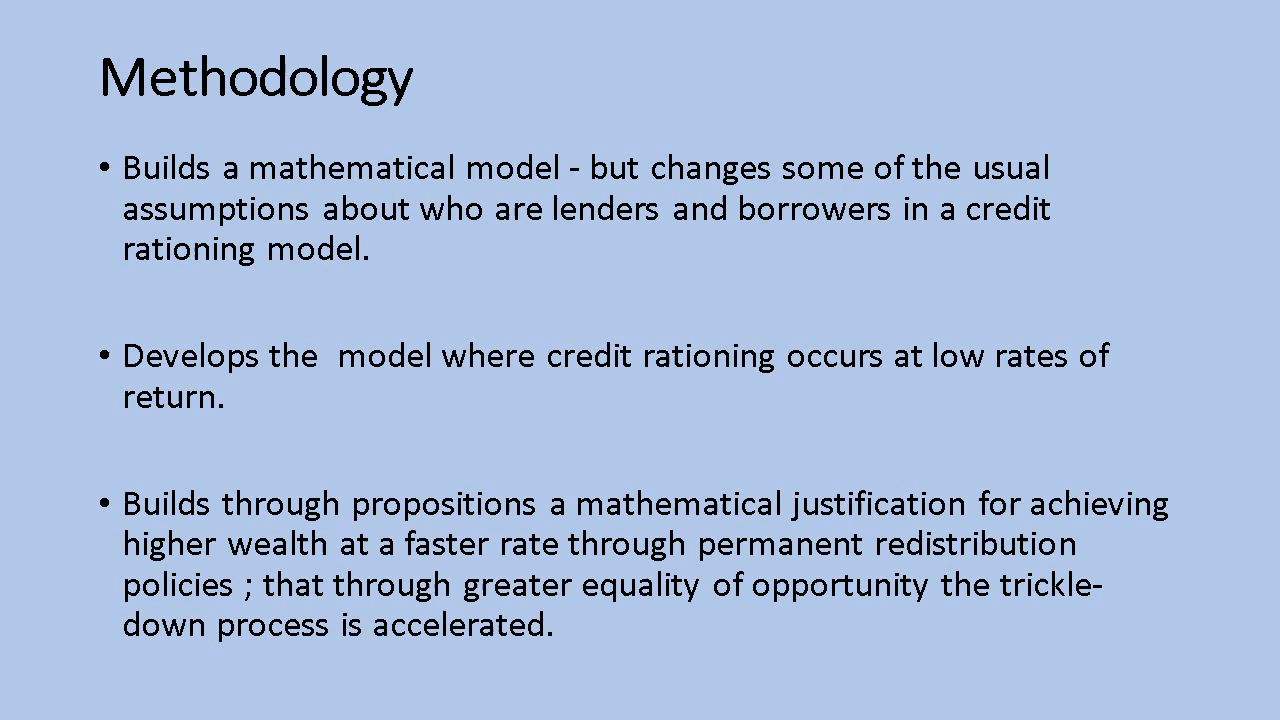 Methodology
• Builds a mathematical model - but changes some of the usual
assumptions about who are lenders and borrowers in a credit
rationing model.
• Develops the  model where credit rationing occurs at low rates of
return.
• Builds through propositions a mathematical justification for achieving
higher wealth at a faster rate through permanent redistribution
policies ; that through greater equality of opportunity the trickle-
down process is accelerated.